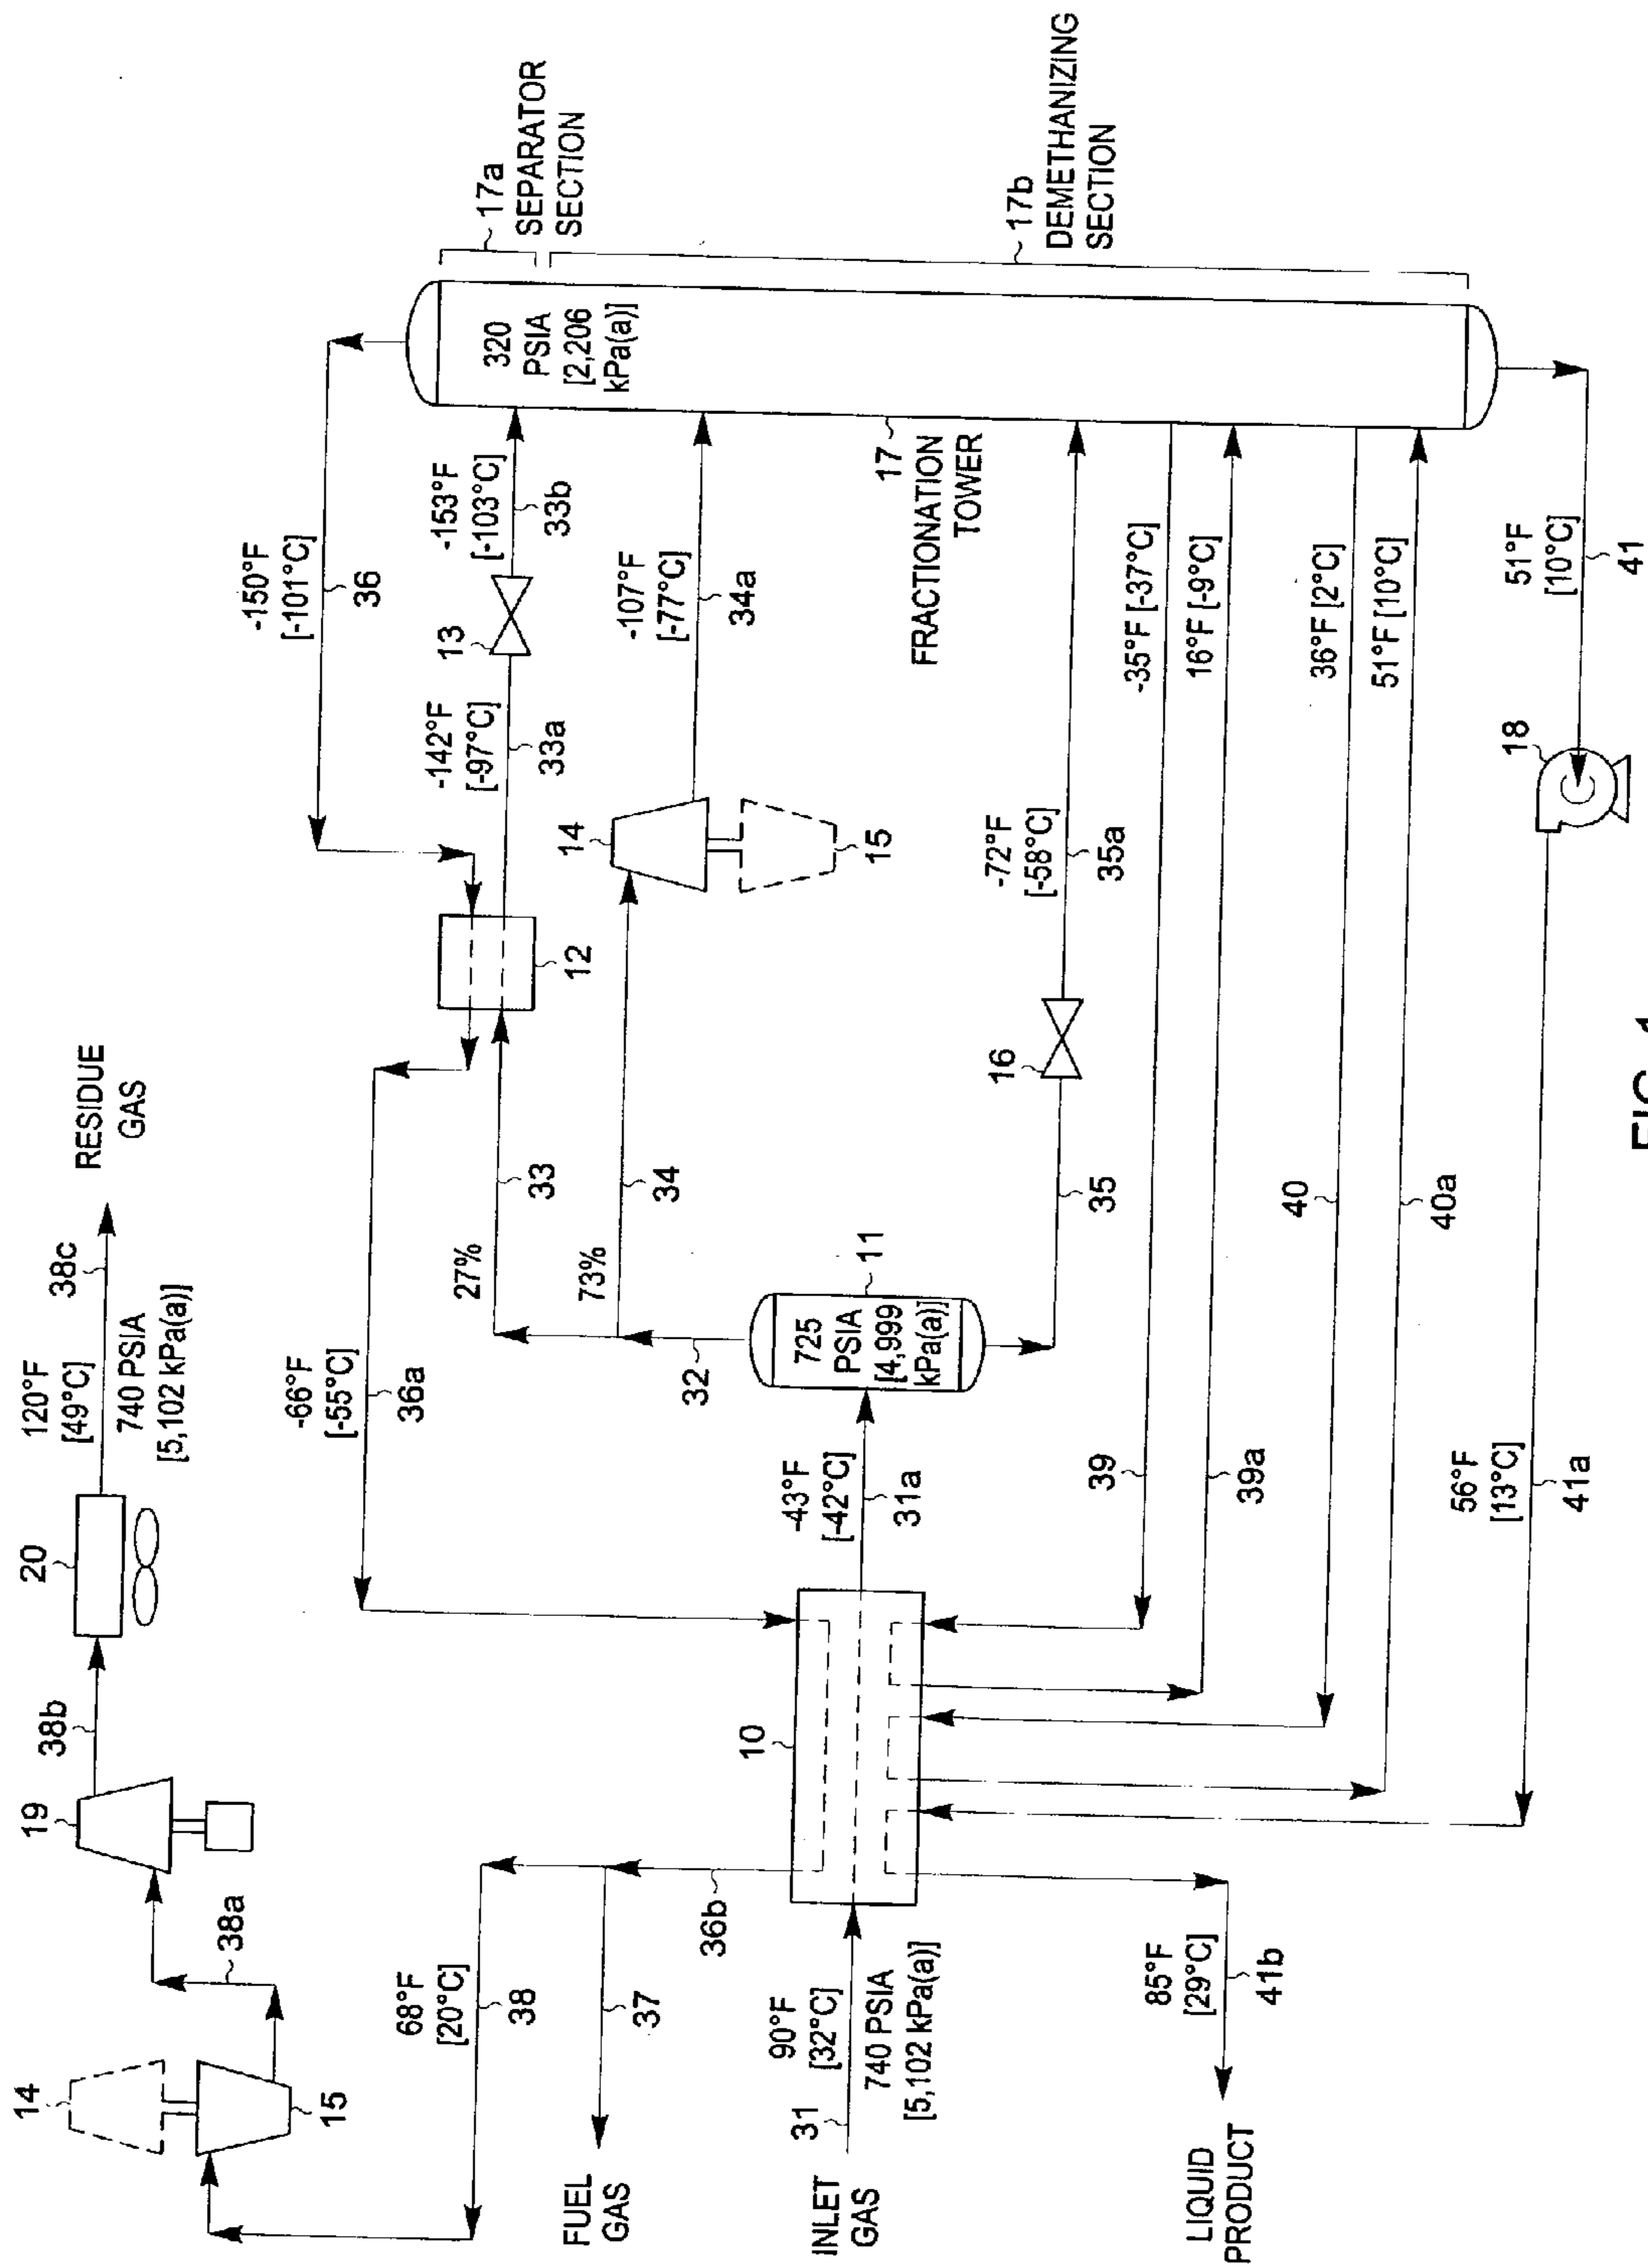 14
15
38a
19
38b
20
120°F
[49°C]
38c
740 PSIA
[5,102 kPa(a)]
RESIDUE
GAS
68°F
[20°C]
38
FUEL
GAS
37
36b
-66°F
[-55°C]
36a
-150°F
[-101°C]
36
27%
33
12
-142°F
[-97°C]
33a
13
-153°F
[-103°C]
33b
320
PSIA
[2,206
kPa(a)]
17a
SEPARATOR
SECTION
73%
34
14
15
-107°F
[-77°C]
34a
32
INLET
GAS
31
90°F
[32°C]
740 PSIA
[5,102 kPa(a)]
10
-43°F
[-42°C]
31a
725
PSIA
[4,999
kPa(a)]
11
17
FRACTIONATION
TOWER
17b
DEMETHANIZING
SECTION
35
16
-72°F
[-58°C]
35a
39
-35°F [-37°C]
39a
16°F [-9°C]
40
36°F [2°C]
40a
51°F [10°C]
LIQUID
PRODUCT
85°F
[29°C]
41b
56°F
[13°C]
41a
18
51°F
[10°C]
41
FIG. 1